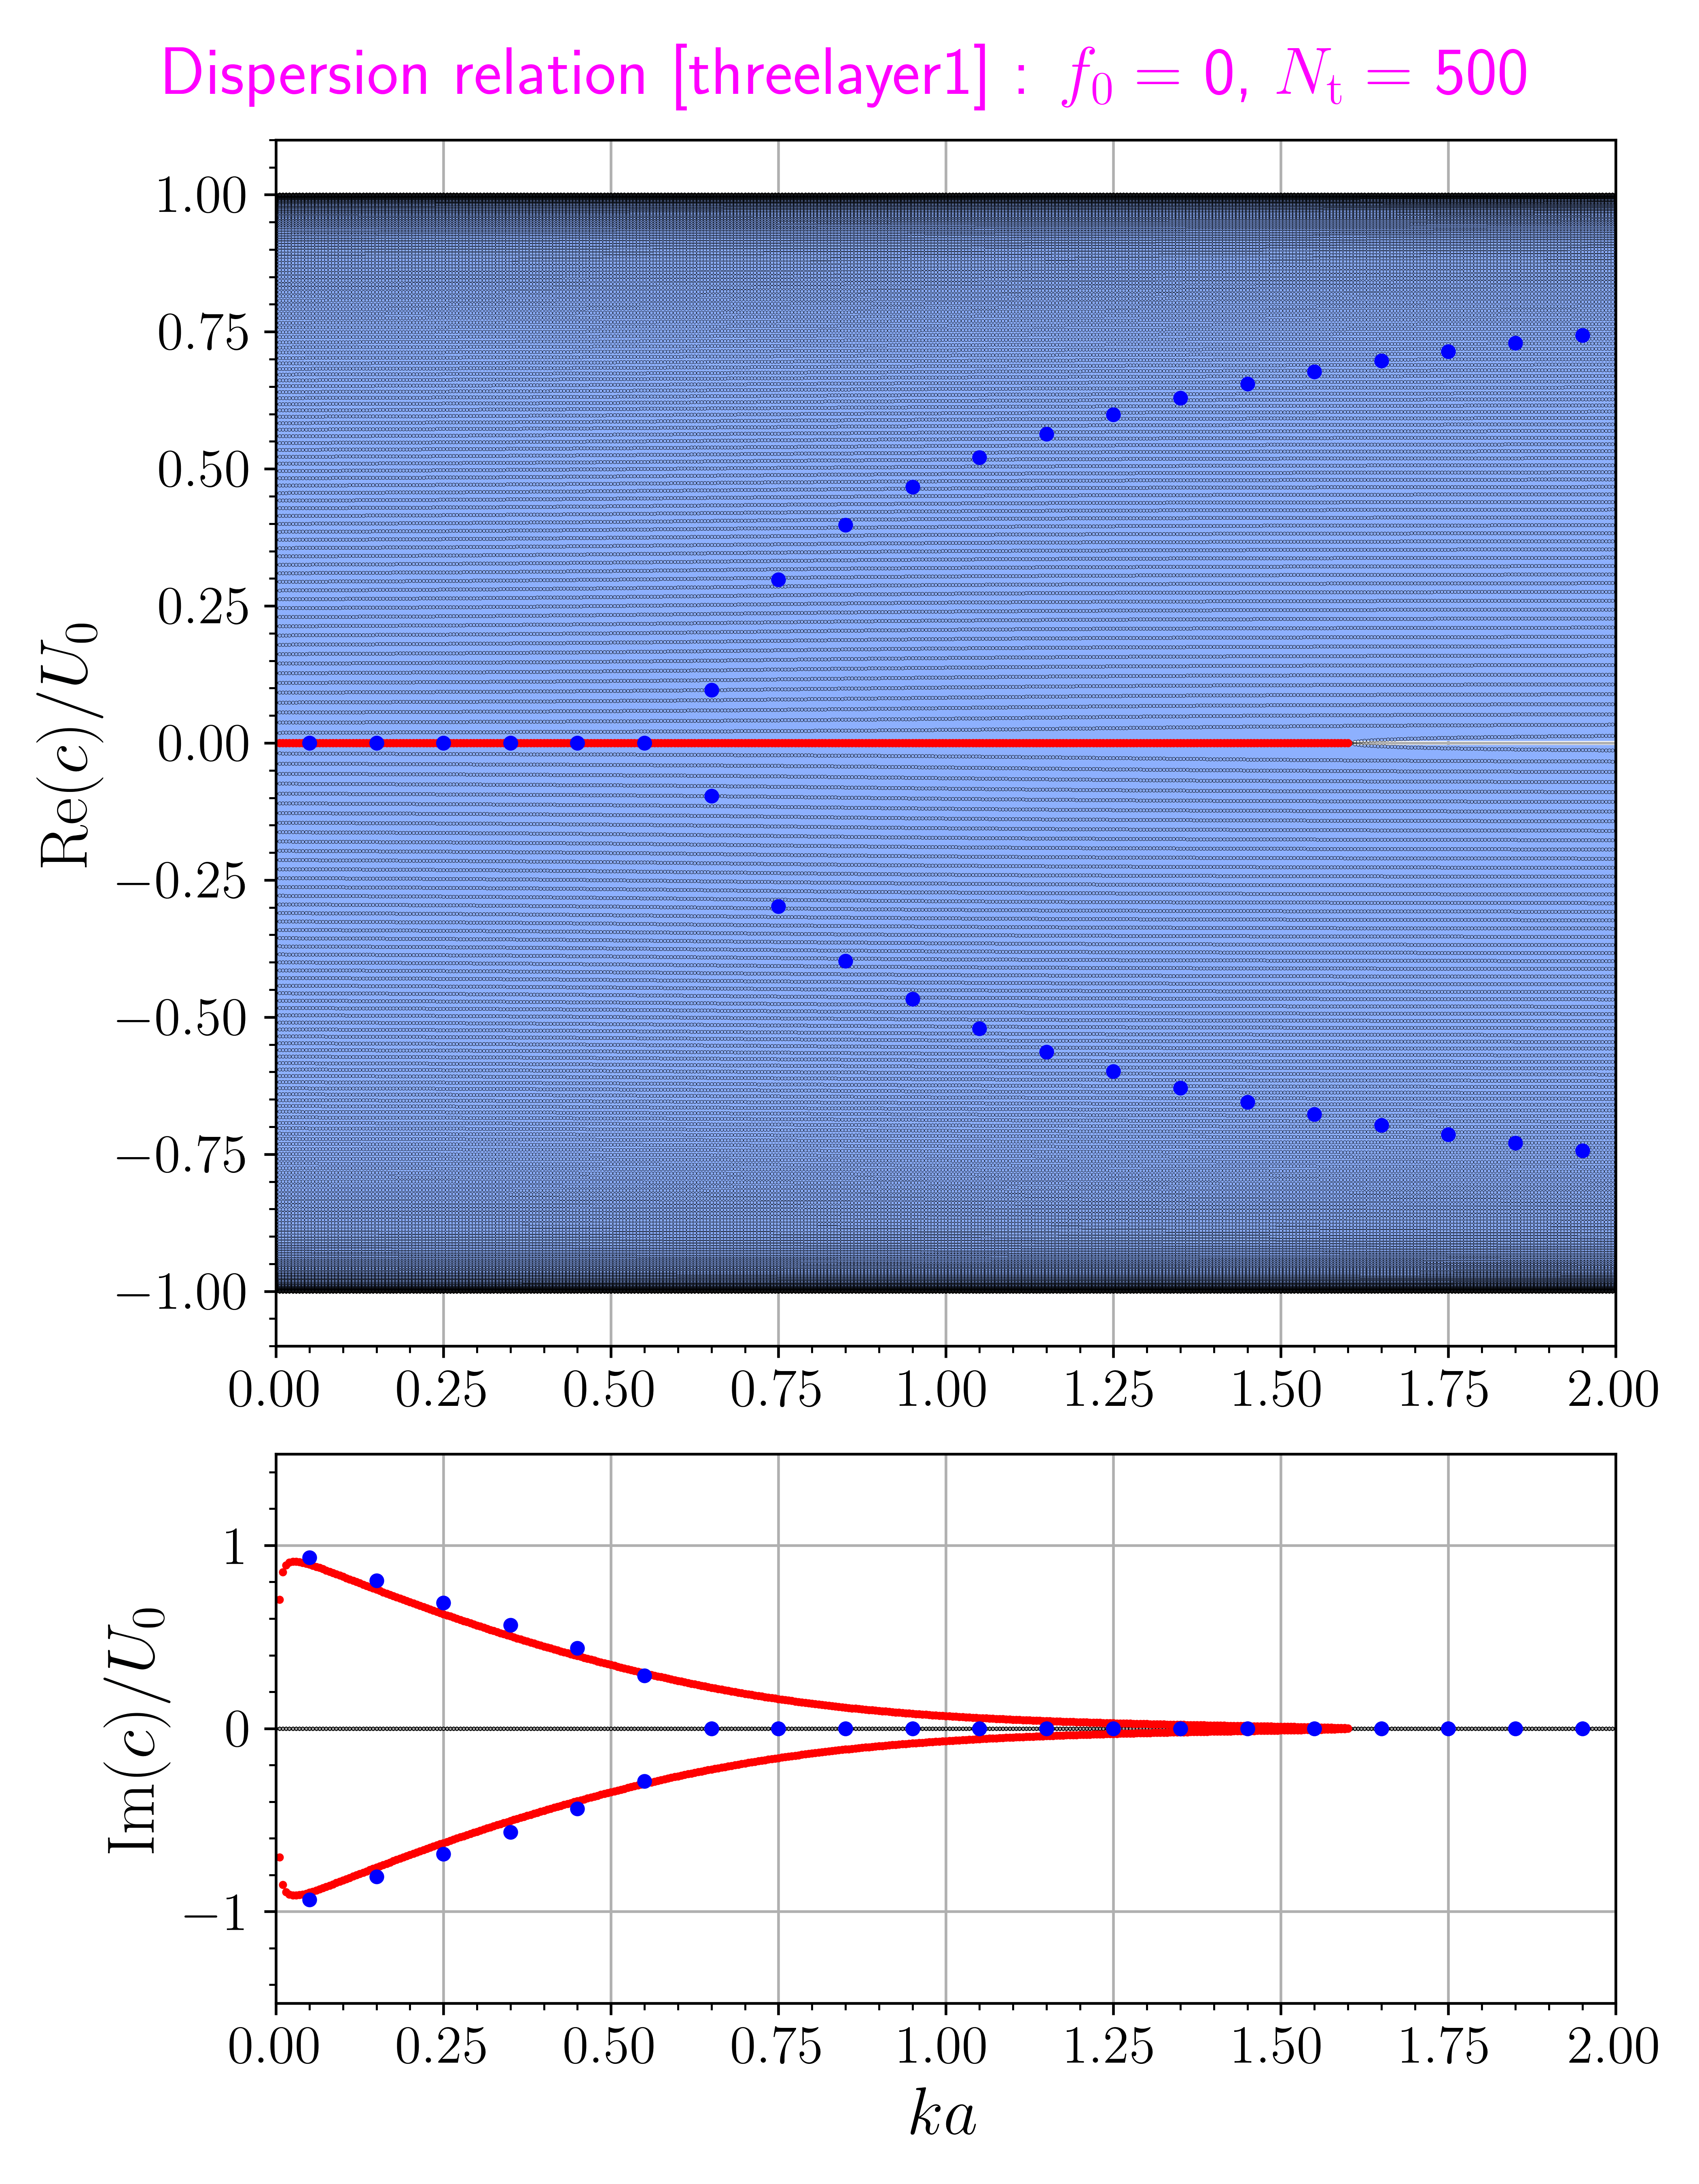 Dispersion relation [threelayer1] : f₀ = 0, Nₜ = 500
Re(c)/U₀
1.00
0.75
0.50
0.25
0.00
−0.25
−0.50
−0.75
−1.00
0.00 0.25 0.50 0.75 1.00 1.25 1.50 1.75 2.00
Im(c)/U₀
1
0
−1
0.00 0.25 0.50 0.75 1.00 1.25 1.50 1.75 2.00
ka